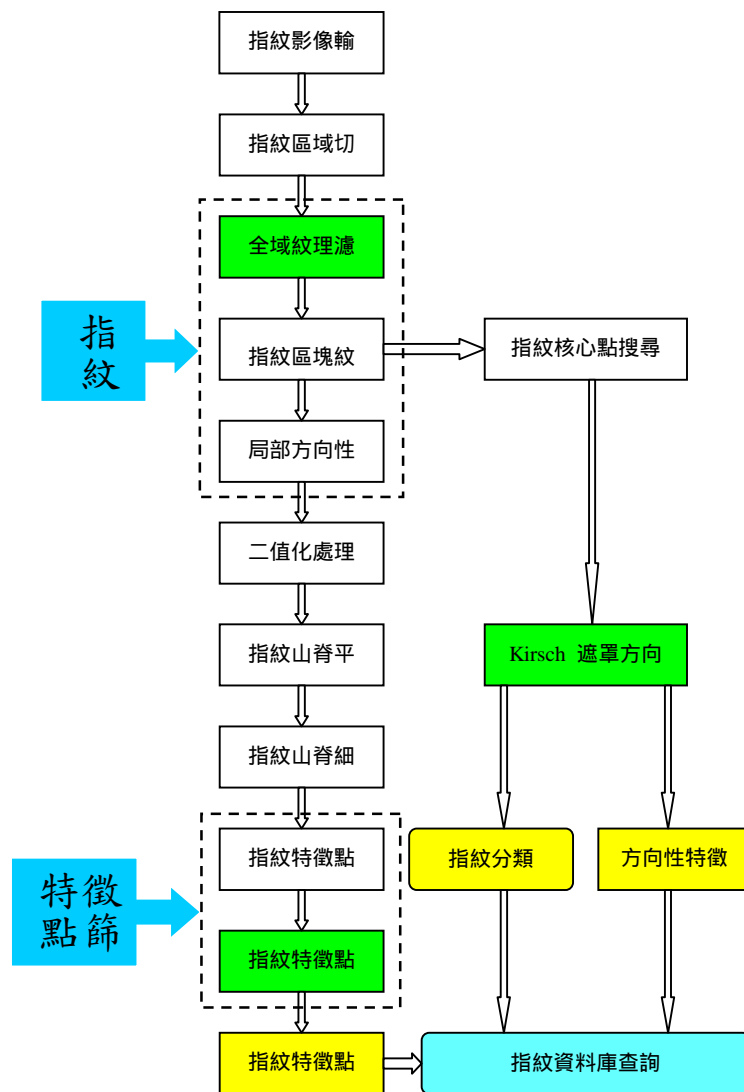 指紋影像輸
指紋區域切
全域紋理濾
指
紋
指紋區塊紋
指紋核心點搜尋
局部方向性
二值化處理
指紋山脊平
Kirsch 遮罩方向
指紋山脊細
指紋特徵點
指紋分類
方向性特徵
特徵
點篩
指紋特徵點
指紋特徵點
指紋資料庫查詢